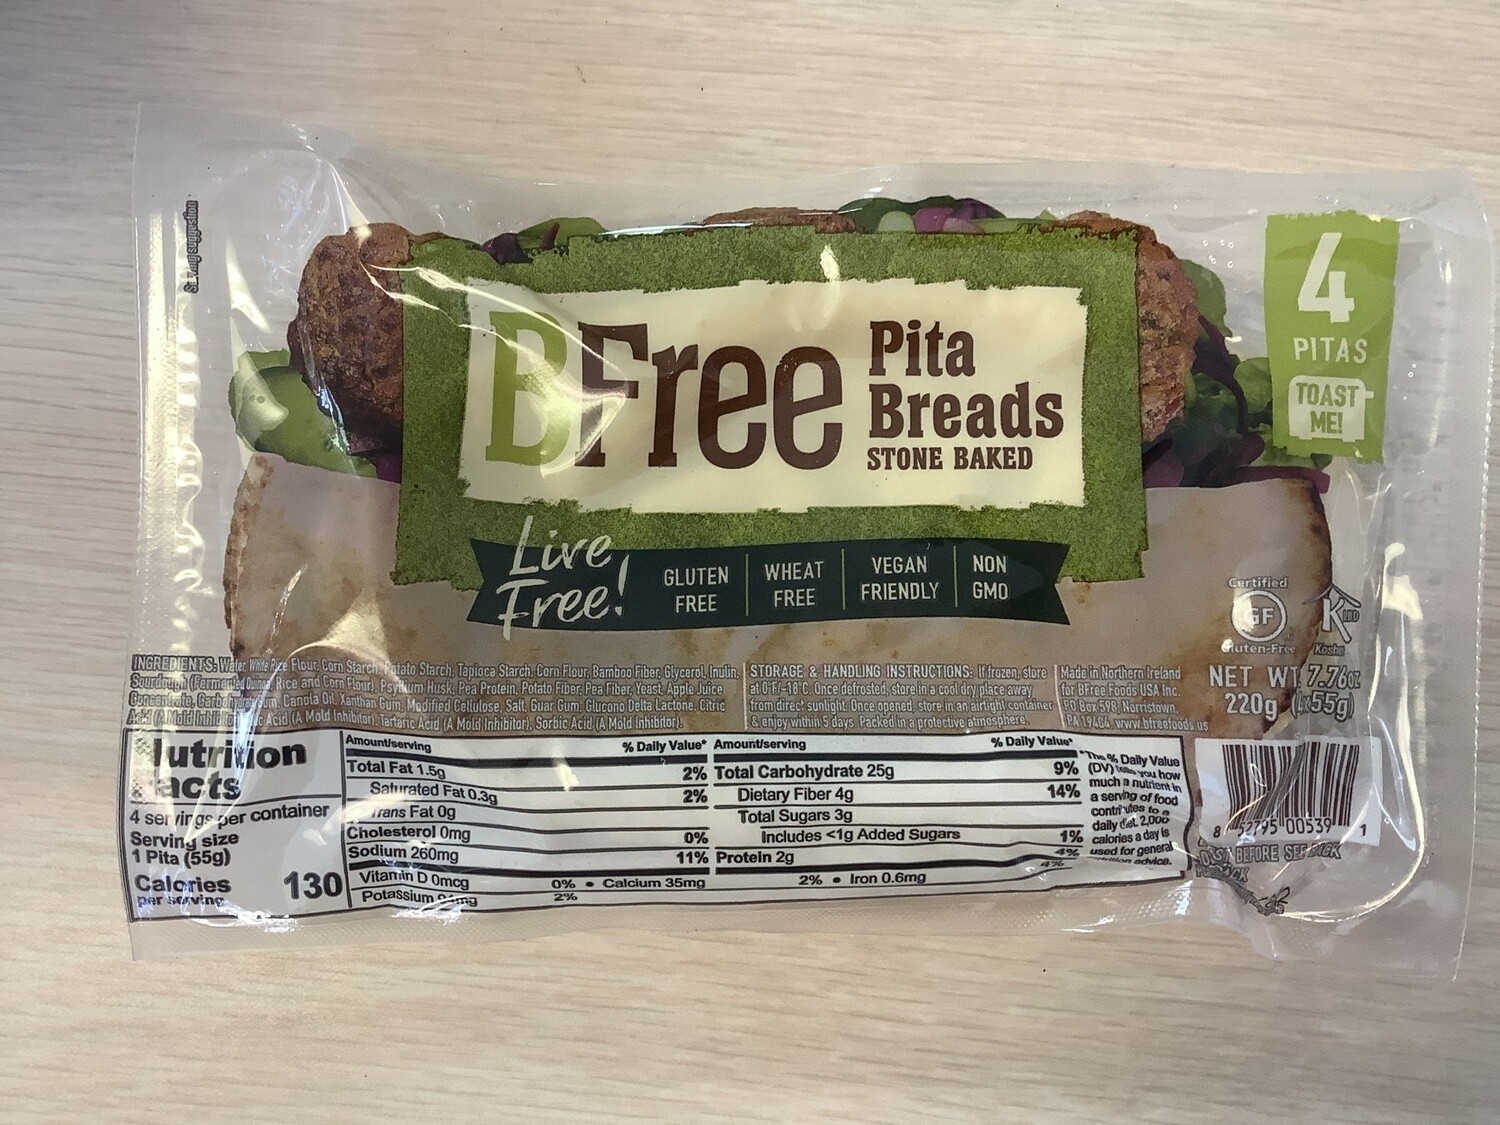 Serving suggestion
BFree
Pita
Breads
STONE BAKED
4
PITAS
TOAST
ME!
Live
Free!
GLUTEN
FREE
WHEAT
FREE
VEGAN
FRIENDLY
NON
GMO
Certified
GF
Gluten-Free
K
Kosher
INGREDIENTS: Water, White Rice Flour, Corn Starch, Potato Starch, Tapioca Starch, Corn Flour, Bamboo Fiber, Glycerol, Inulin,
Sourdough (Fermented Quinoa, Rice and Corn Flour), Psyllium Husk, Pea Protein, Potato Fiber, Pea Fiber, Yeast, Apple Juice
Concentrate, Carob Gum, Canola Oil, Xanthan Gum, Modified Cellulose, Salt, Guar Gum, Glucono Delta Lactone, Citric
Acid (A Mold Inhibitor), Acid (A Mold Inhibitor), Tartaric Acid (A Mold Inhibitor), Sorbic Acid (A Mold Inhibitor).
STORAGE & HANDLING INSTRUCTIONS: If frozen, store
at 0°F/-18°C. Once defrosted, store in a cool dry place away
from direct sunlight. Once opened, store in an airtight container
& enjoy within 5 days. Packed in a protective atmosphere.
Made in Northern Ireland
for BFree Foods USA Inc.
PO Box 598, Norristown,
PA 19404. www.bfreefoods.us
NET WT. 7.76oz
220g (4x55g)
Nutrition
Facts
4 servings per container
Serving size
1 Pita (55g)
Calories
per serving
130
Amount/serving % Daily Value*
Total Fat 1.5g 2%
Saturated Fat 0.3g 2%
Trans Fat 0g
Cholesterol 0mg 0%
Sodium 260mg 11%
Amount/serving % Daily Value*
Total Carbohydrate 25g 9%
Dietary Fiber 4g 14%
Total Sugars 3g
Includes <1g Added Sugars 1%
Protein 2g 4%
Vitamin D 0mcg 0% • Calcium 35mg 2% • Iron 0.6mg 4%
Potassium mg 2%
*The % Daily Value
(DV) tells you how
much a nutrient in
a serving of food
contributes to a
daily diet. 2,000
calories a day is
used for general
nutrition advice.
8 52795 00539 1
BEFORE SEE PACK